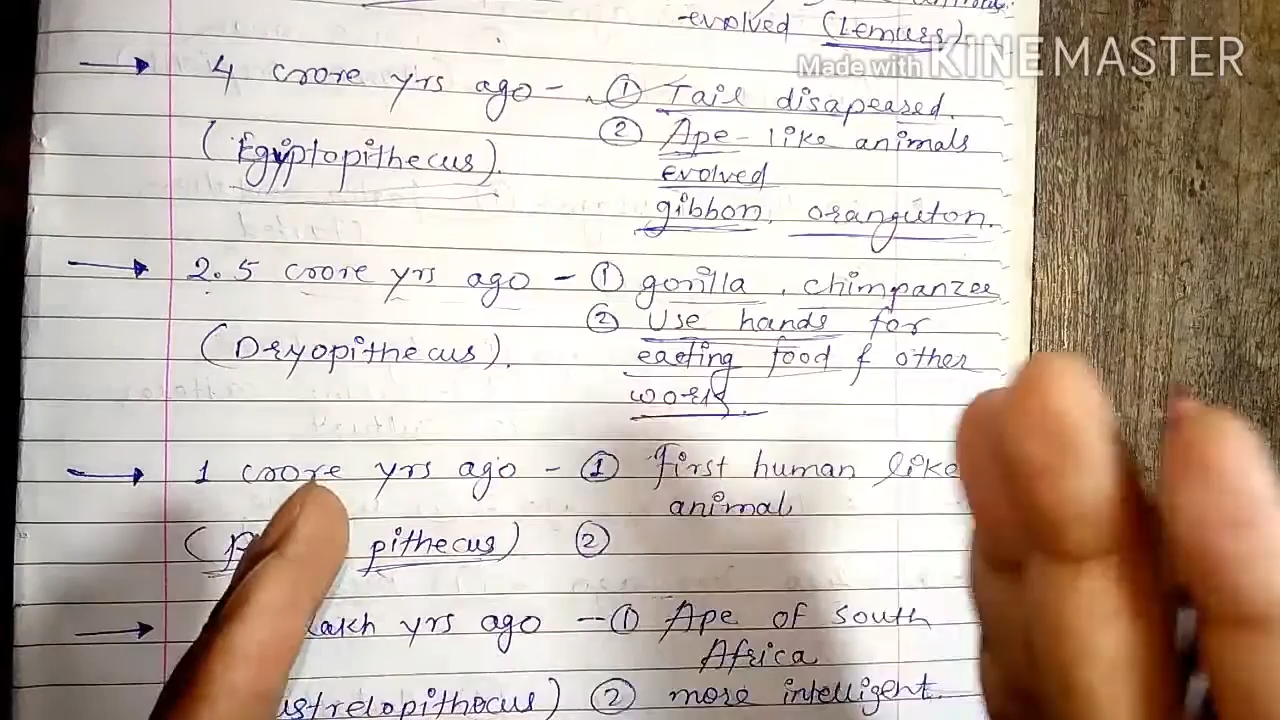 -evolved (Lemurs)
Made with KINEMASTER
→ 4 crore yrs ago - ① Tail disapeared.
(Egyptopithecus). ② Ape-like animals
evolved
gibbon, oranguton.
→ 2.5 crore yrs ago - ① gorilla, chimpanzee
② Use hands for
(Dryopithecus). eacting food & other
work.
→ 1 crore yrs ago - ① first human like
animal,
pithecus) ②
→ Lakh yrs ago -- ① Ape of South
Africa
ustrelopithocus) ② more intelligent.